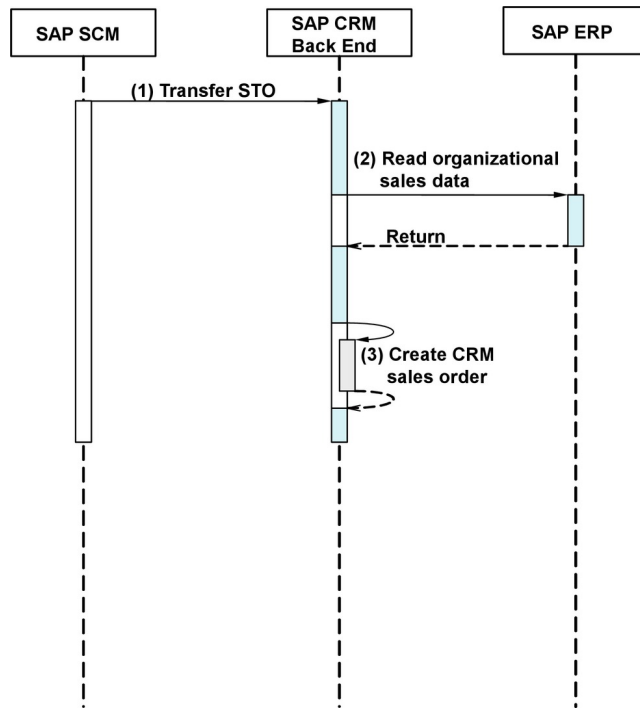 SAP SCM
SAP CRM
Back End
SAP ERP
(1) Transfer STO
(2) Read organizational
sales data
Return
(3) Create CRM
sales order